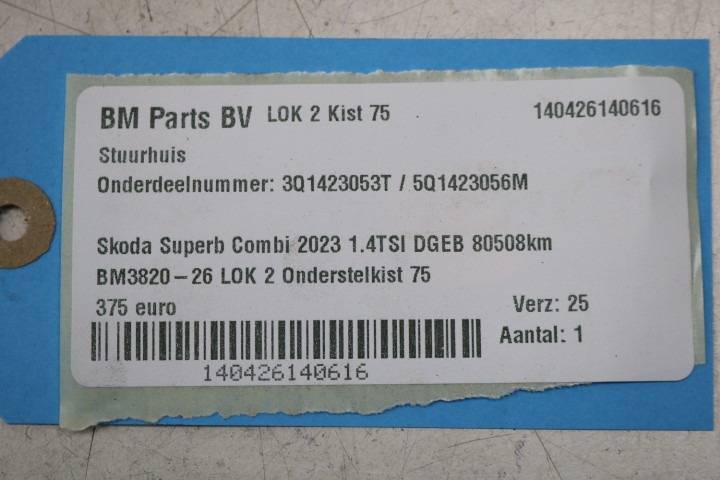 BM Parts BV LOK 2 Kist 75 140426140616
Stuurhuis
Onderdeelnummer: 3Q1423053T / 5Q1423056M
Skoda Superb Combi 2023 1.4TSI DGEB 80508km
BM3820-26 LOK 2 Onderstelkist 75
375 euro Verz: 25
Aantal: 1
140426140616